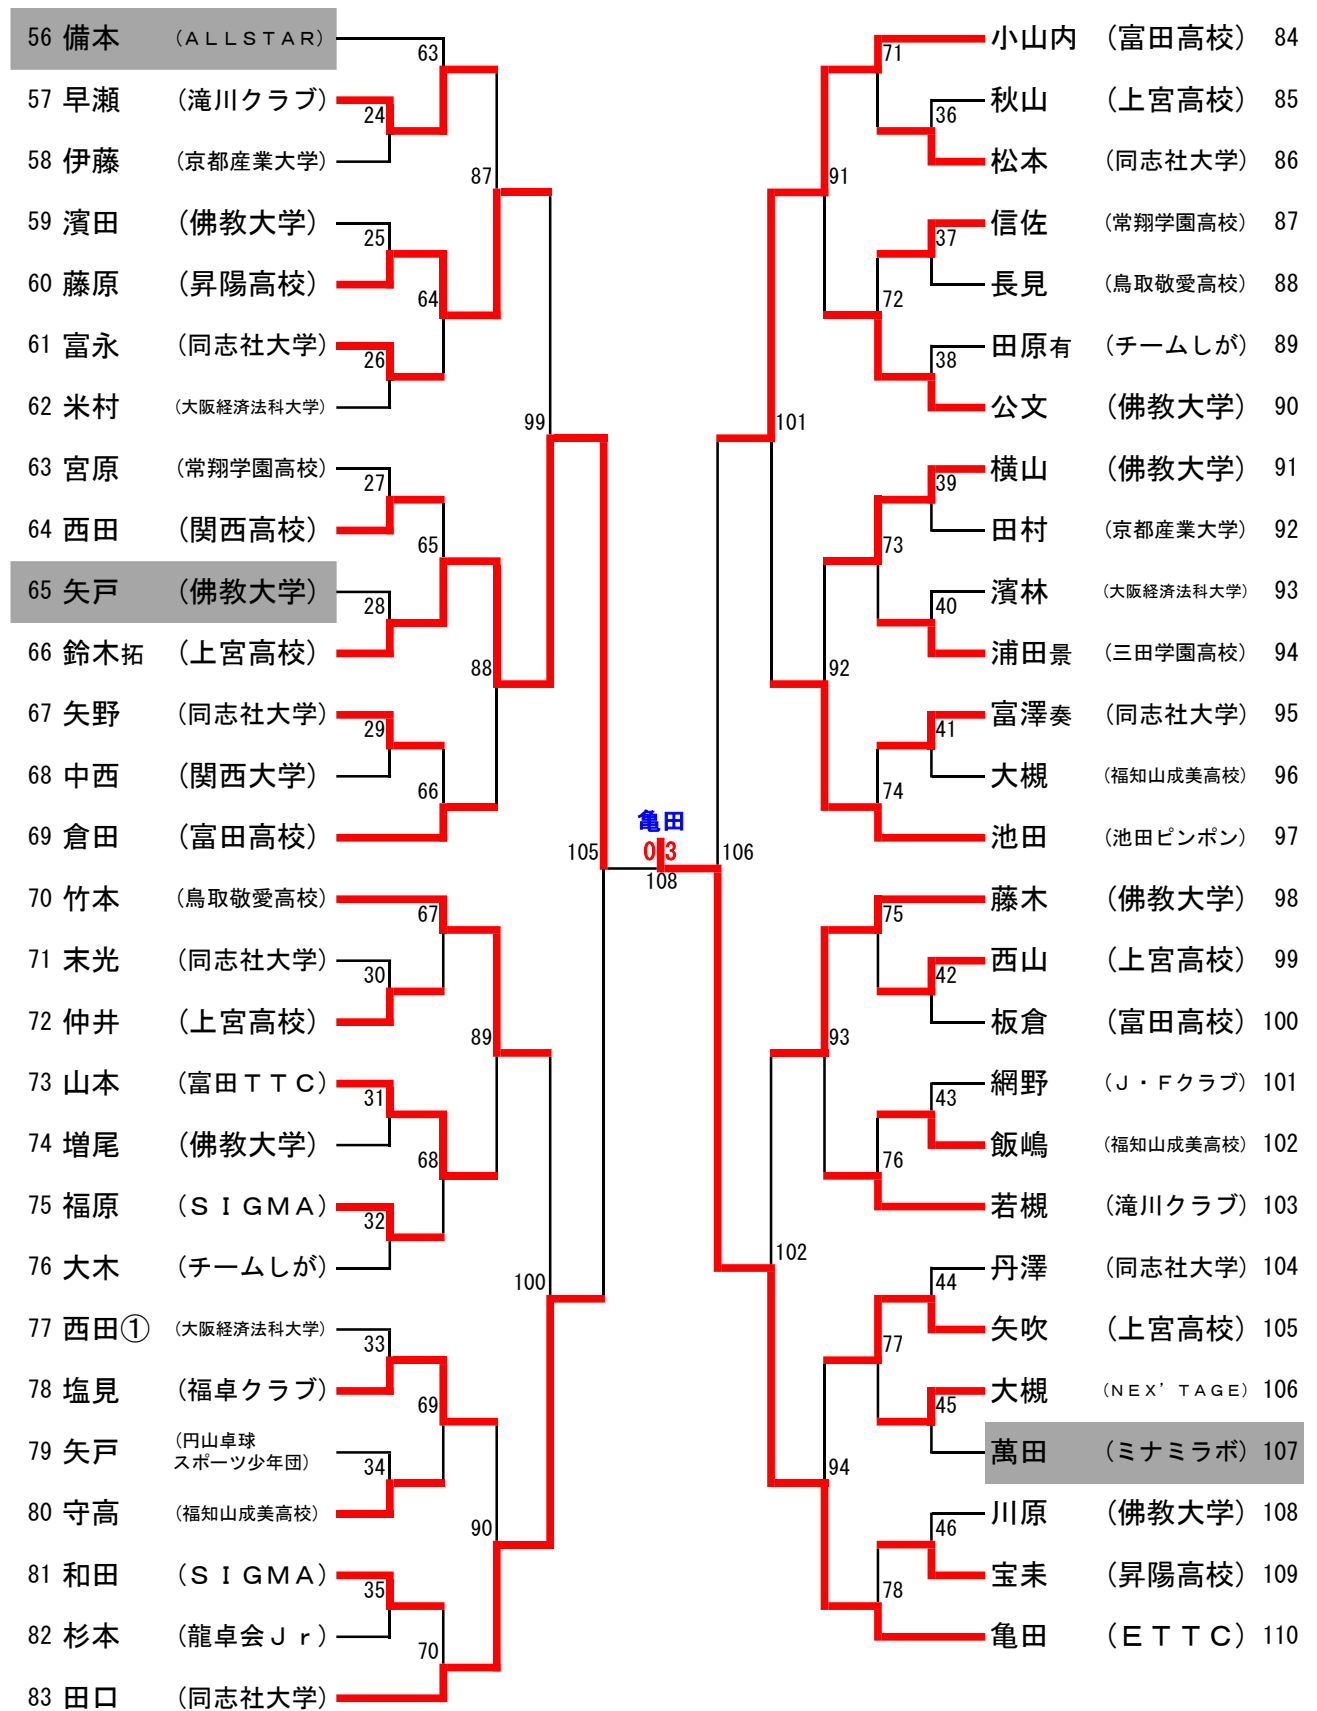 56 備本 (ALLSTAR)
57 早瀬 (滝川クラブ)
58 伊藤 (京都産業大学)
59 濱田 (佛教大学)
60 藤原 (昇陽高校)
61 富永 (同志社大学)
62 米村 (大阪経済法科大学)
63 宮原 (常翔学園高校)
64 西田 (関西高校)
65 矢戸 (佛教大学)
66 鈴木拓 (上宮高校)
67 矢野 (同志社大学)
68 中西 (関西大学)
69 倉田 (富田高校)
70 竹本 (鳥取敬愛高校)
71 末光 (同志社大学)
72 仲井 (上宮高校)
73 山本 (富田TTC)
74 増尾 (佛教大学)
75 福原 (SIGMA)
76 大木 (チームしが)
77 西田① (大阪経済法科大学)
78 塩見 (福卓クラブ)
79 矢戸 (円山卓球
スポーツ少年団)
80 守高 (福知山成美高校)
81 和田 (SIGMA)
82 杉本 (龍卓会Jr)
83 田口 (同志社大学)
24
25
26
27
28
29
30
31
32
33
34
35
63
64
65
66
67
68
69
70
87
88
89
90
99
100
105
亀田
0 3
108
106
101
102
91
92
93
94
71
72
73
74
75
76
77
78
36
37
38
39
40
41
42
43
44
45
46
小山内 (富田高校) 84
秋山 (上宮高校) 85
松本 (同志社大学) 86
信佐 (常翔学園高校) 87
長見 (鳥取敬愛高校) 88
田原有 (チームしが) 89
公文 (佛教大学) 90
横山 (佛教大学) 91
田村 (京都産業大学) 92
濱林 (大阪経済法科大学) 93
浦田景 (三田学園高校) 94
富澤奏 (同志社大学) 95
大槻 (福知山成美高校) 96
池田 (池田ピンポン) 97
藤木 (佛教大学) 98
西山 (上宮高校) 99
板倉 (富田高校) 100
網野 (J・Fクラブ) 101
飯嶋 (福知山成美高校) 102
若槻 (滝川クラブ) 103
丹澤 (同志社大学) 104
矢吹 (上宮高校) 105
大槻 (NEX'TAGE) 106
萬田 (ミナミラボ) 107
川原 (佛教大学) 108
宝耒 (昇陽高校) 109
亀田 (ETTC) 110